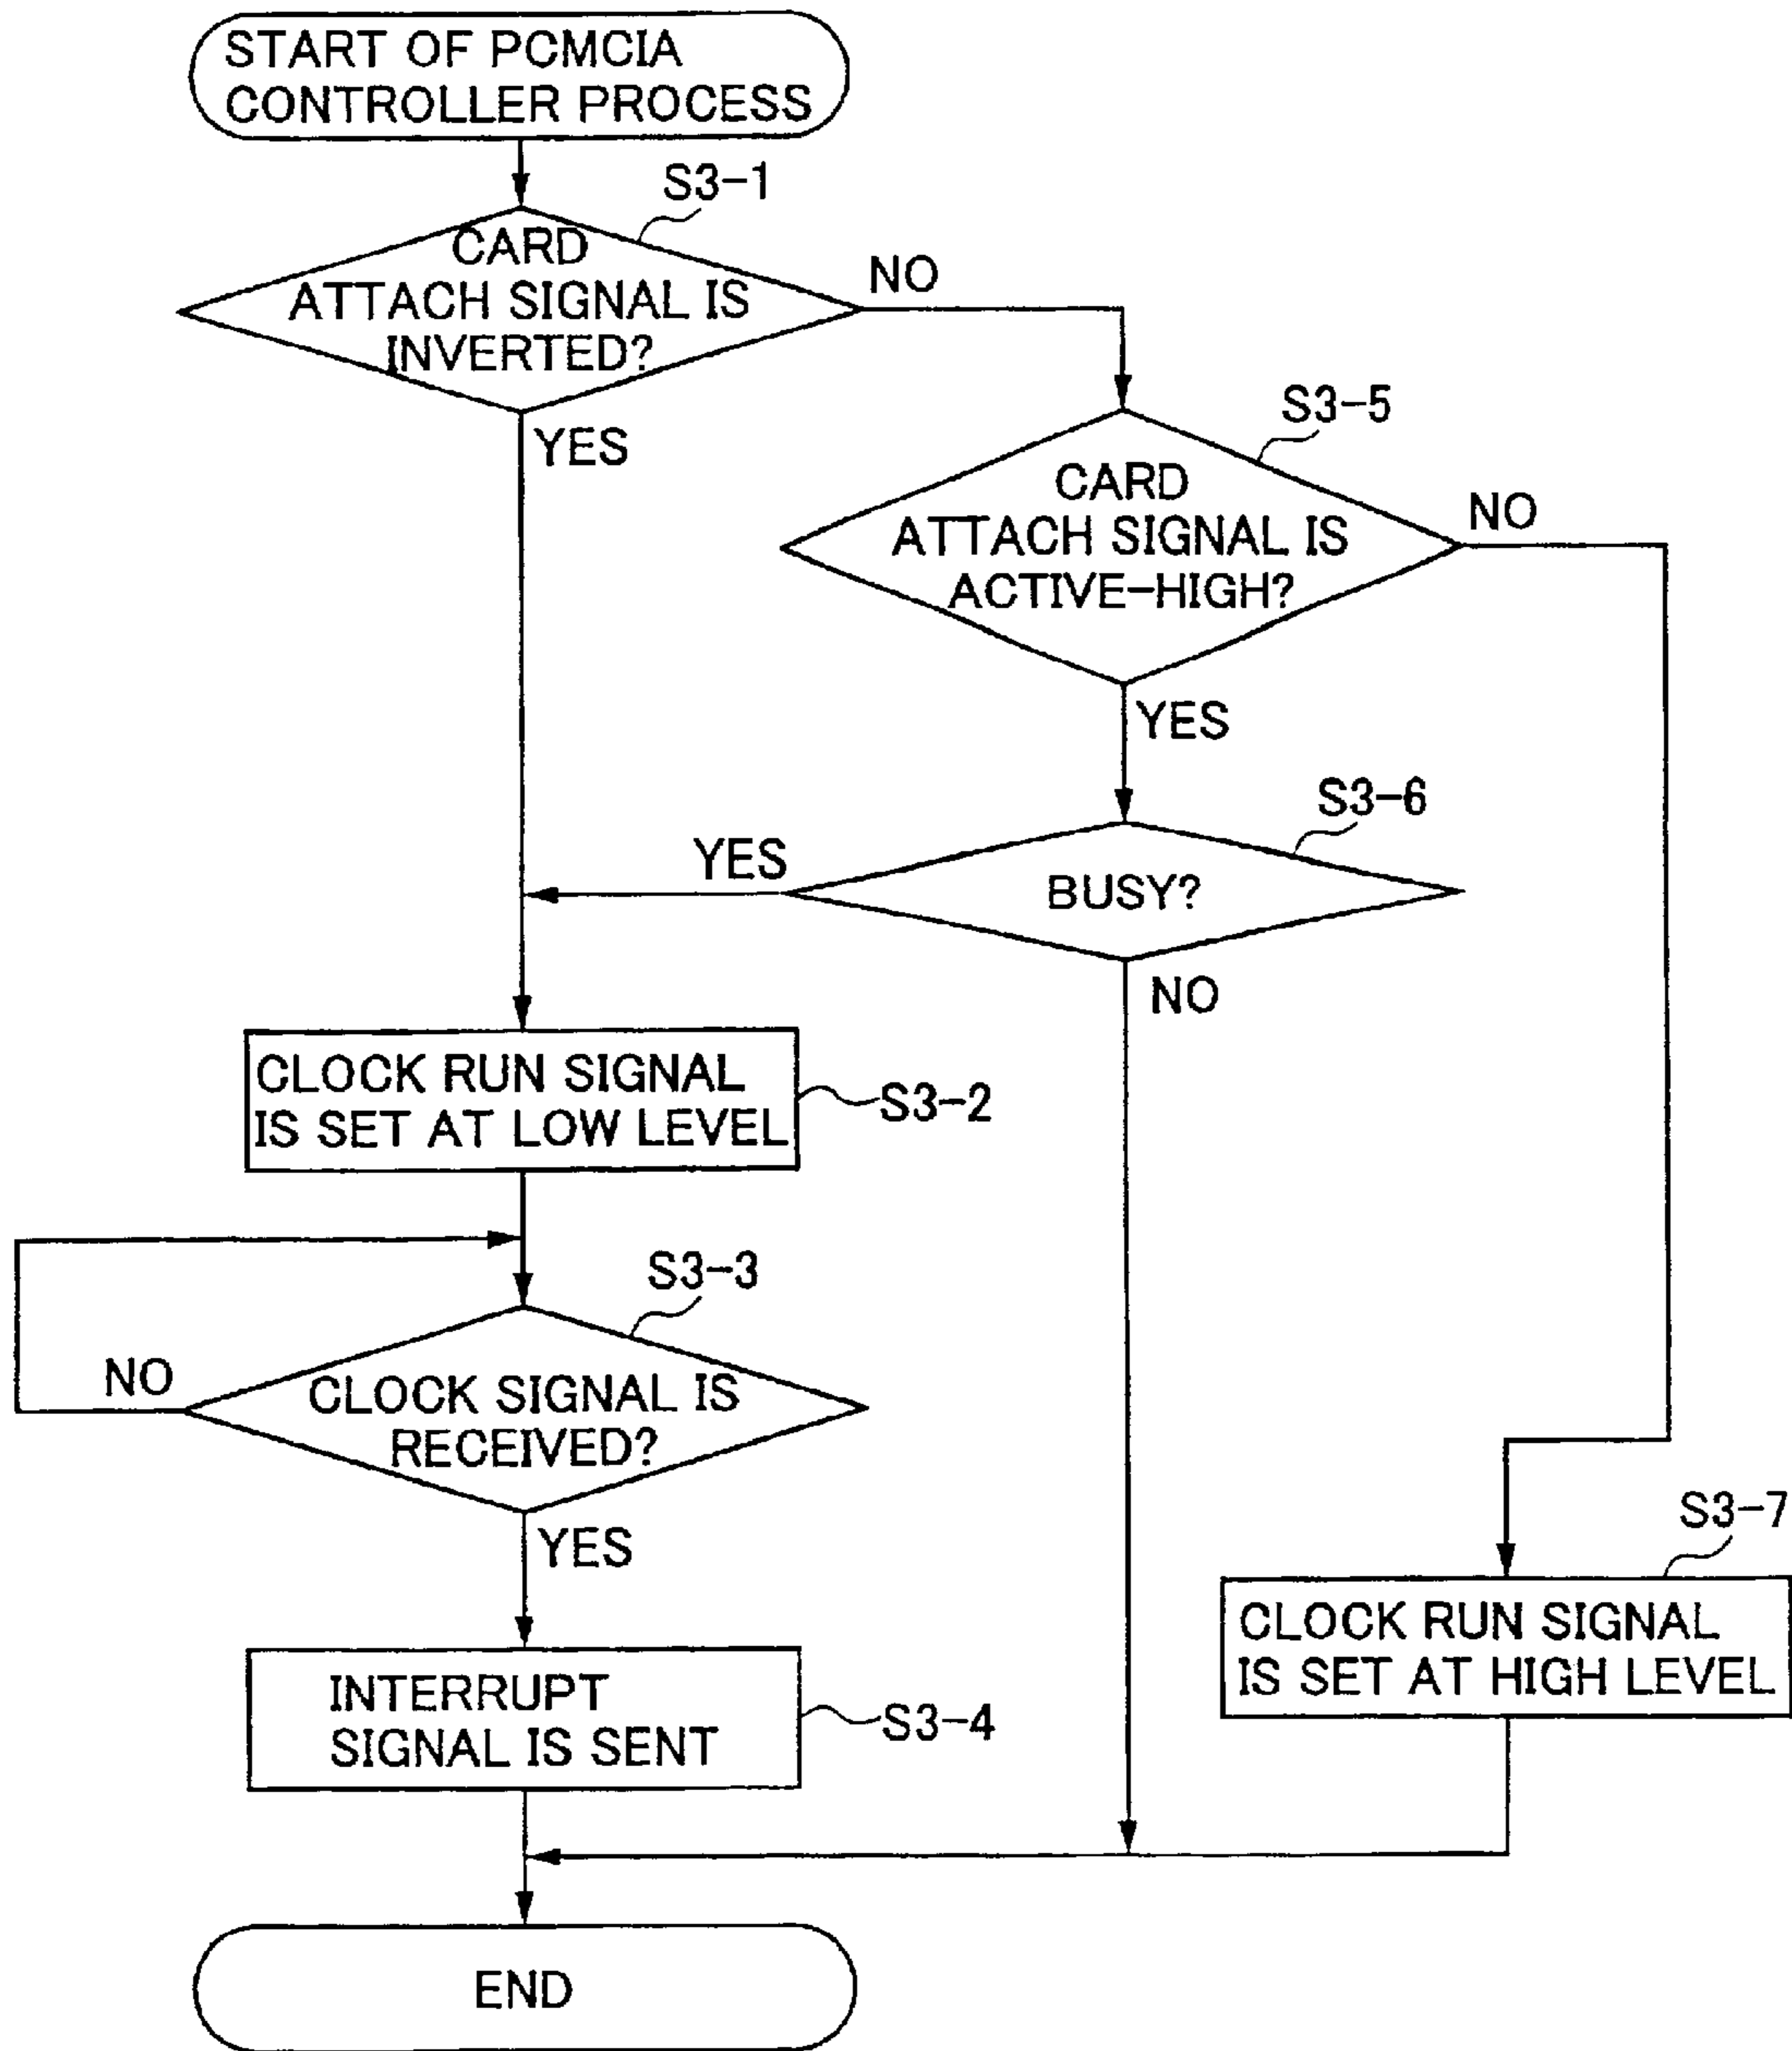 START OF PCMCIA
CONTROLLER PROCESS
S3-1
CARD
ATTACH SIGNAL IS
INVERTED?
NO
YES
S3-5
CARD
ATTACH SIGNAL IS
ACTIVE-HIGH?
NO
YES
S3-6
BUSY?
YES
NO
CLOCK RUN SIGNAL
IS SET AT LOW LEVEL
S3-2
S3-3
CLOCK SIGNAL IS
RECEIVED?
NO
YES
S3-7
CLOCK RUN SIGNAL
IS SET AT HIGH LEVEL
INTERRUPT
SIGNAL IS SENT
S3-4
END